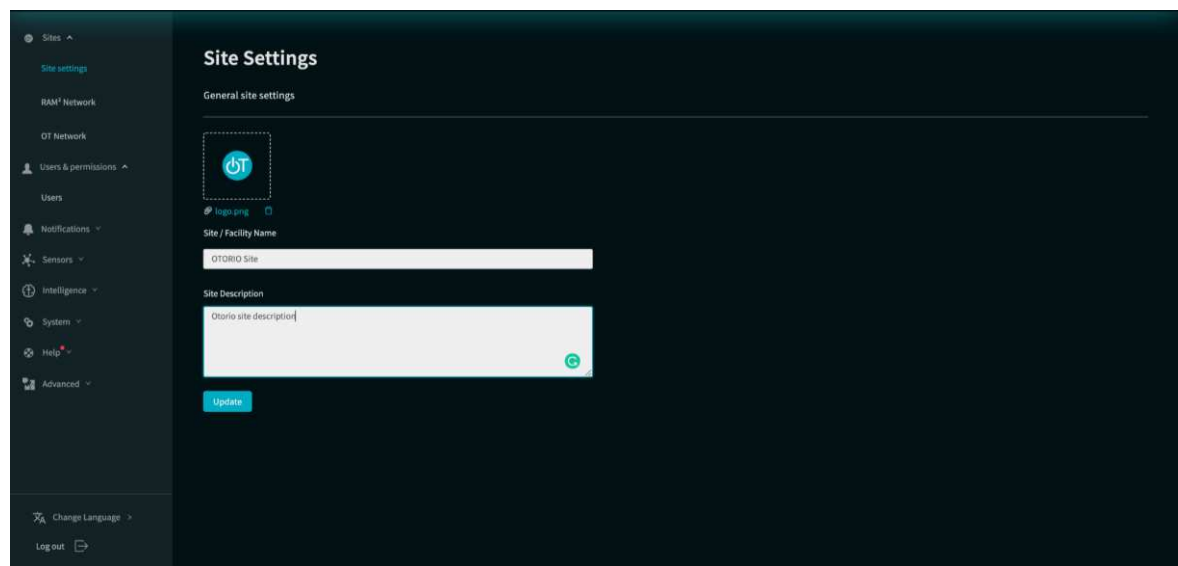 Sites
Site settings
RAM² Network
OT Network
Users & permissions
Users
Notifications
Sensors
Intelligence
System
Help
Advanced
Change Language
Log out
Site Settings
General site settings
OT
logo.png
Site / Facility Name
OTORIO Site
Site Description
Otorio site description
Update